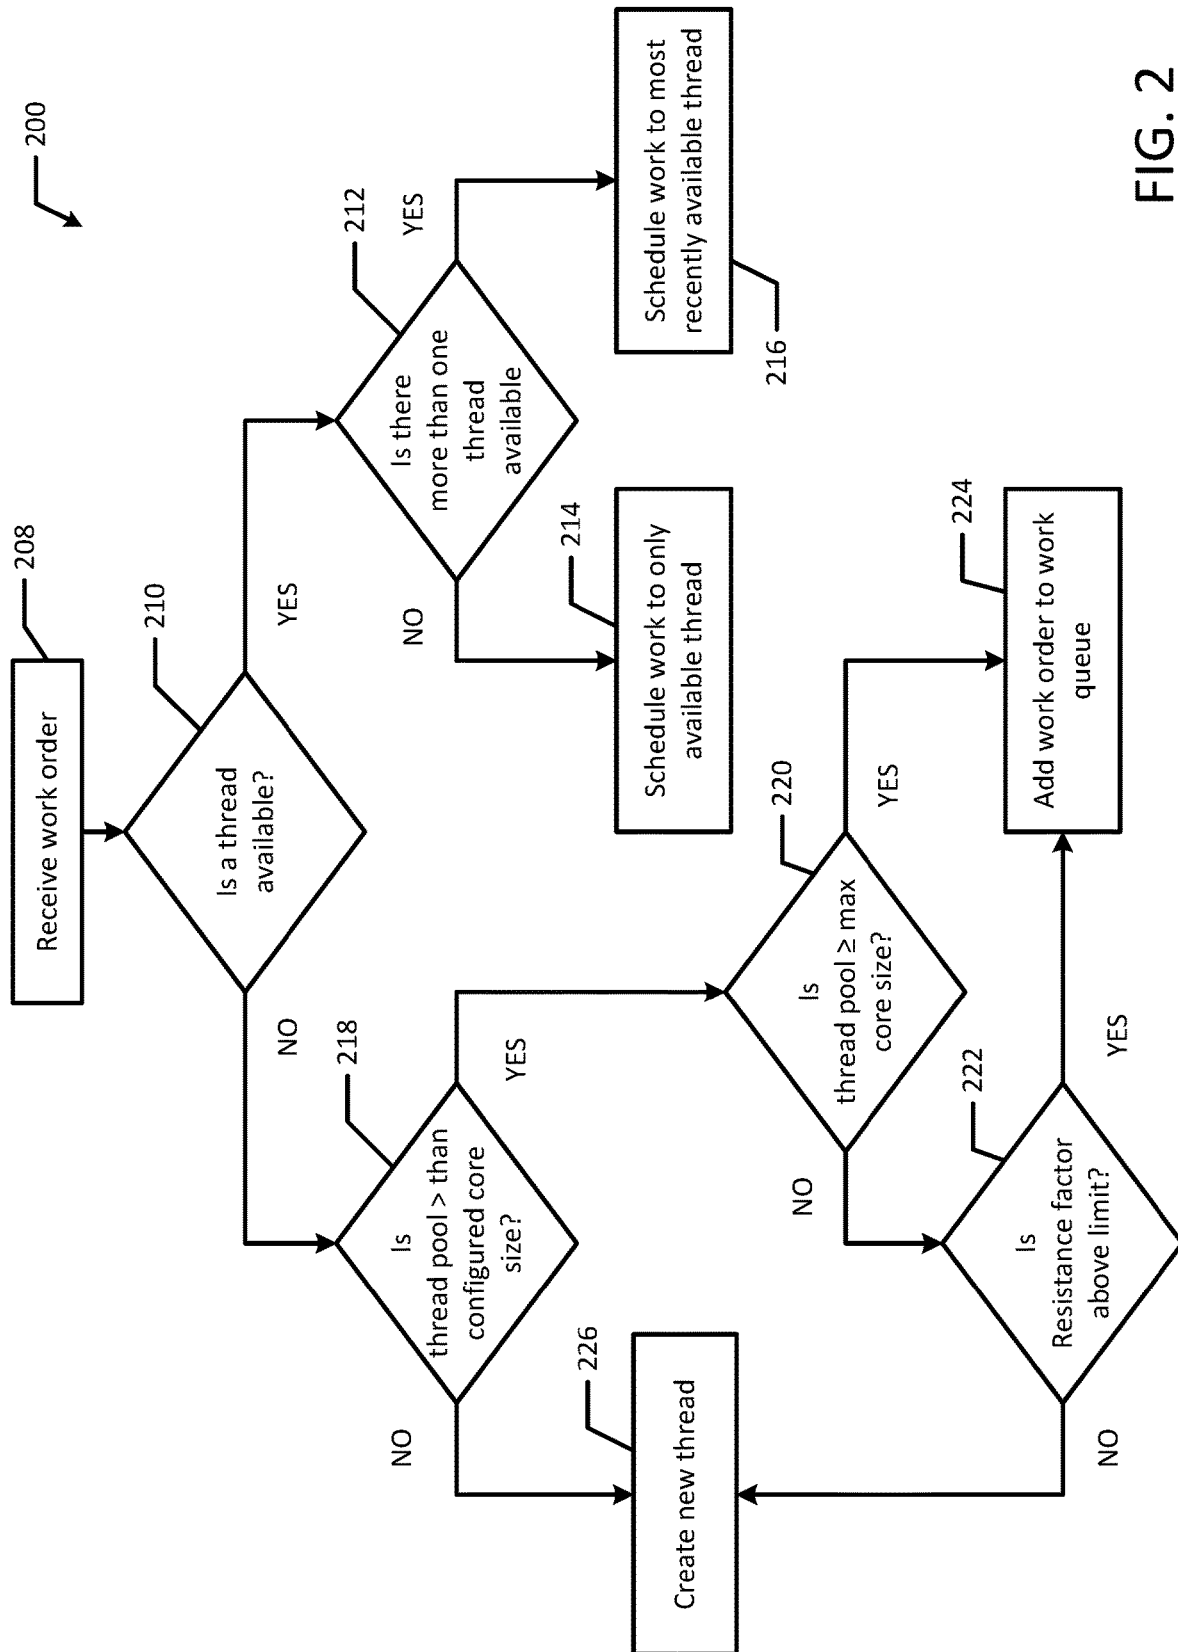 200
208
Receive work order
210
Is a thread
available?
NO
YES
218
Is
thread pool > than
configured core
size?
NO
YES
212
Is there
more than one
thread
available
NO
YES
226
Create new thread
220
Is
thread pool ≥ max
core size?
NO
YES
214
Schedule work to only
available thread
Schedule work to most
recently available thread
216
222
Is
Resistance factor
above limit?
NO
YES
224
Add work order to work
queue
FIG. 2